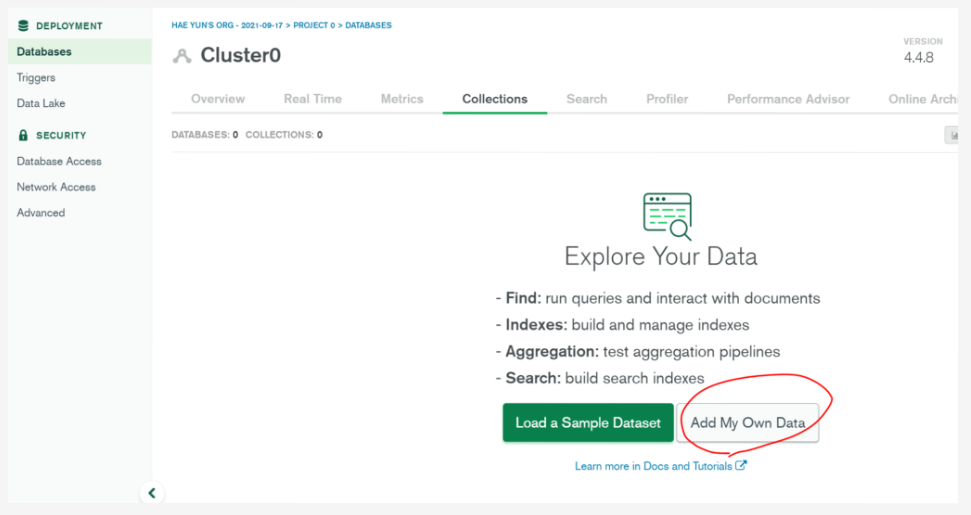 DEPLOYMENT
Databases
Triggers
Data Lake
SECURITY
Database Access
Network Access
Advanced
HAE YUN'S ORG - 2021-09-17 > PROJECT 0 > DATABASES
Cluster0
VERSION
4.4.8
Overview Real Time Metrics Collections Search Profiler Performance Advisor Online Arch
DATABASES: 0 COLLECTIONS: 0
Explore Your Data
- Find: run queries and interact with documents
- Indexes: build and manage indexes
- Aggregation: test aggregation pipelines
- Search: build search indexes
Load a Sample Dataset Add My Own Data
Learn more in Docs and Tutorials